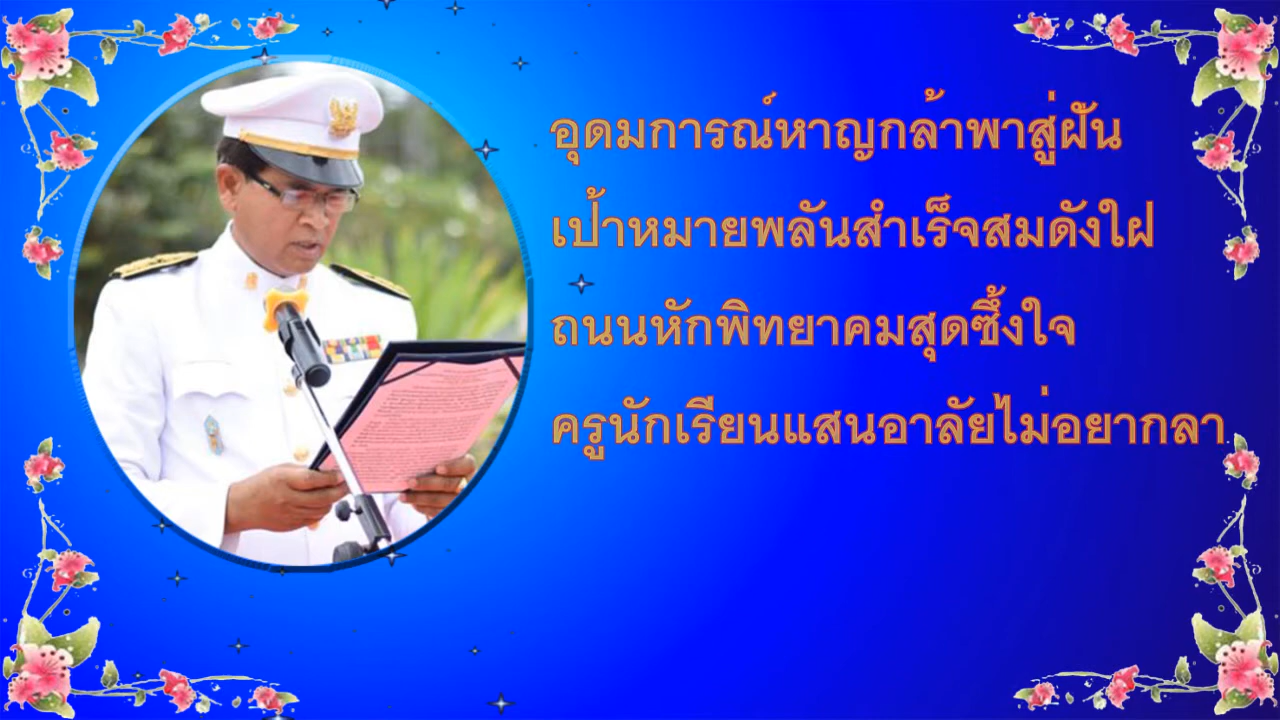 อุดมการณ์หาญกล้าพาสู่ฝัน
เป้าหมายพลันสำเร็จสมดังใฝ่
ถนนหักพิทยาคมสุดซึ้งใจ
ครูนักเรียนแสนอาลัยไม่อยากลา